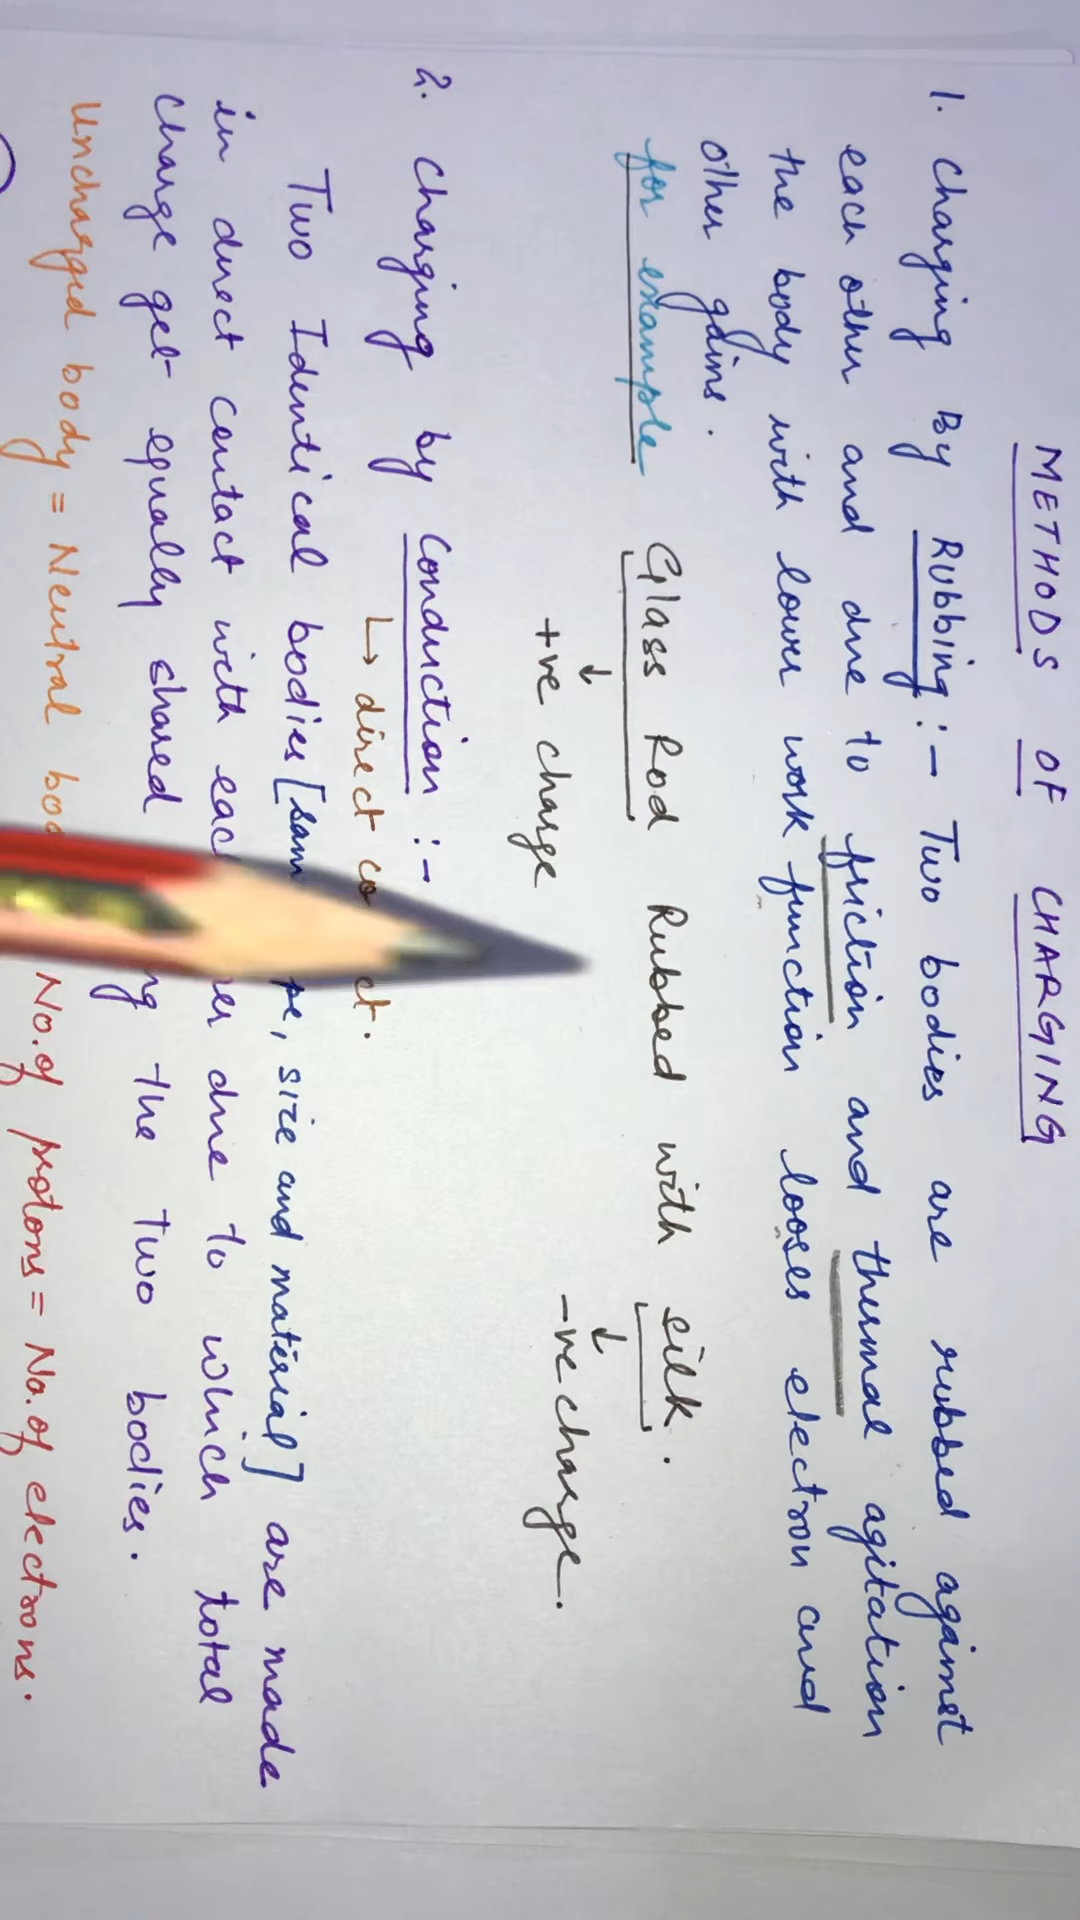 METHODS OF CHARGING
1. Charging By Rubbing :- Two bodies are rubbed against
each other and due to friction and thermal agitation
the body with lower work function looses electron and
other gains.
for example Glass Rod Rubbed with silk.
↓ ↓
+ve charge -ve charge.
2. Charging by Conduction :-
↳ direct
Two Identical bodies [ size and material] are made
in direct contact with due to which total
charge get equally shared the two bodies.
Uncharged body = Neutral No. of protons = No. of electrons.